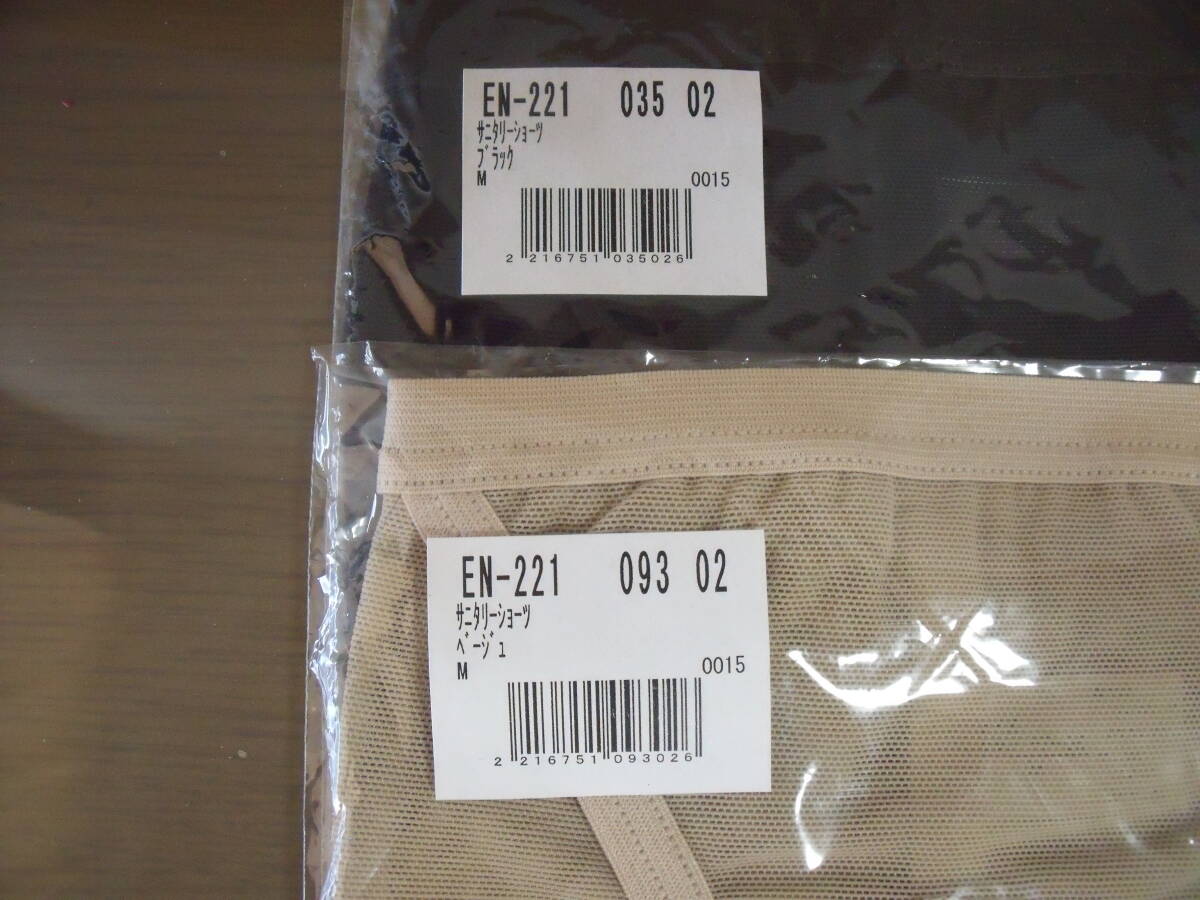 EN-221 035 02
ｻﾆﾀﾘｰｼｮｰﾂ
ﾌﾞﾗｯｸ
M 0015
2 216751 035026
EN-221 093 02
ｻﾆﾀﾘｰｼｮｰﾂ
ﾍﾞｰｼﾞｭ
M 0015
2 216751 093026